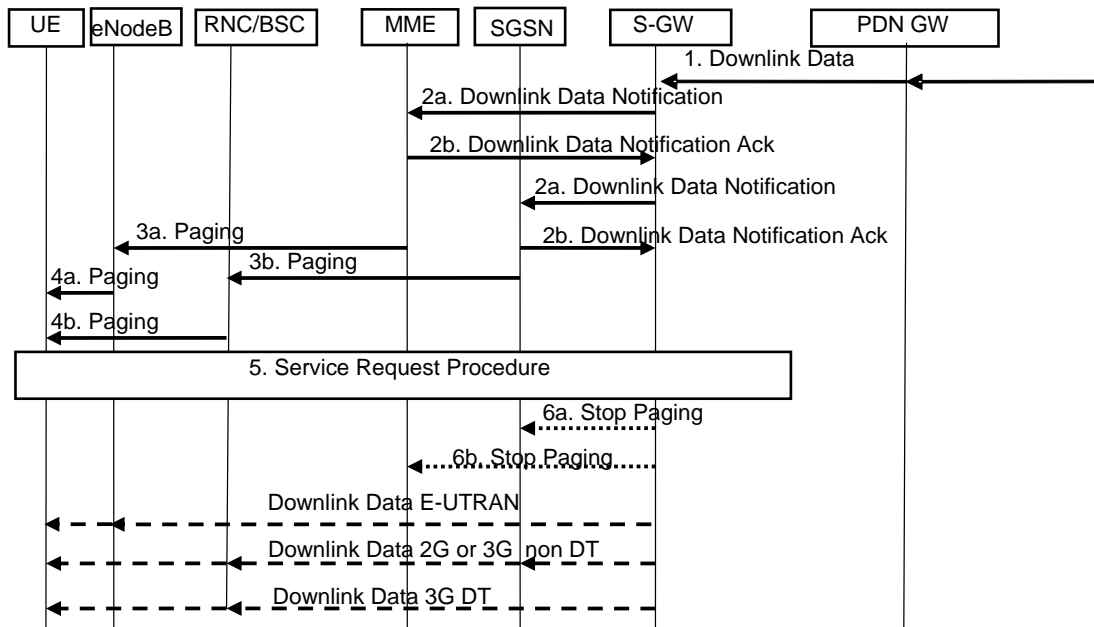 UE eNodeB RNC/BSC MME SGSN S-GW PDN GW
1. Downlink Data
2a. Downlink Data Notification
2b. Downlink Data Notification Ack
2a. Downlink Data Notification
3a. Paging
2b. Downlink Data Notification Ack
3b. Paging
4a. Paging
4b. Paging
5. Service Request Procedure
6a. Stop Paging
6b. Stop Paging
Downlink Data E-UTRAN
Downlink Data 2G or 3G non DT
Downlink Data 3G DT